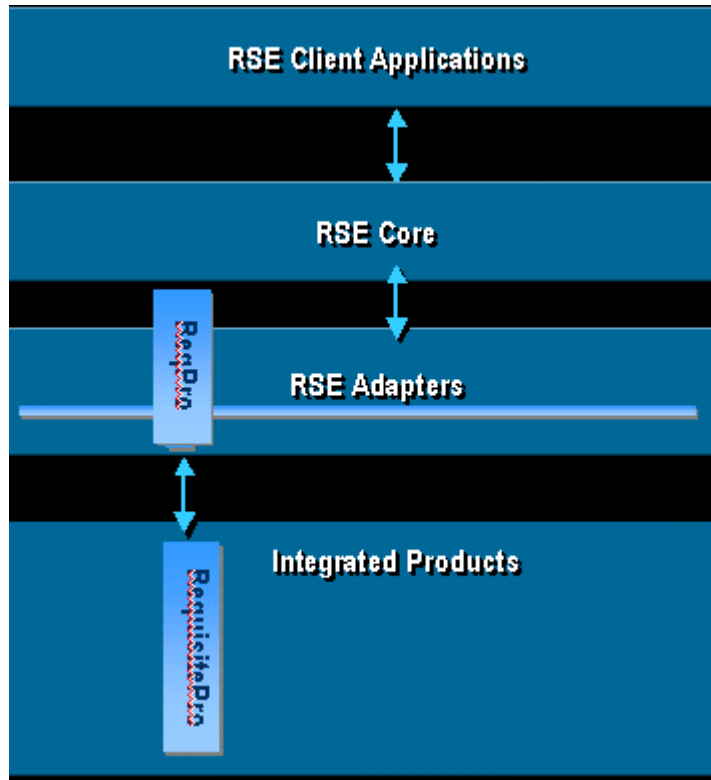 RSE Client Applications
RSE Core
ReqPro
RSE Adapters
Integrated Products
RequisitePro